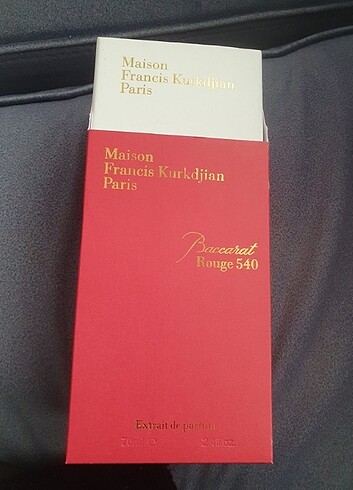 Maison
Francis Kurkdjian
Paris
Maison
Francis Kurkdjian
Paris
Baccarat
Rouge 540
Extrait de parfum